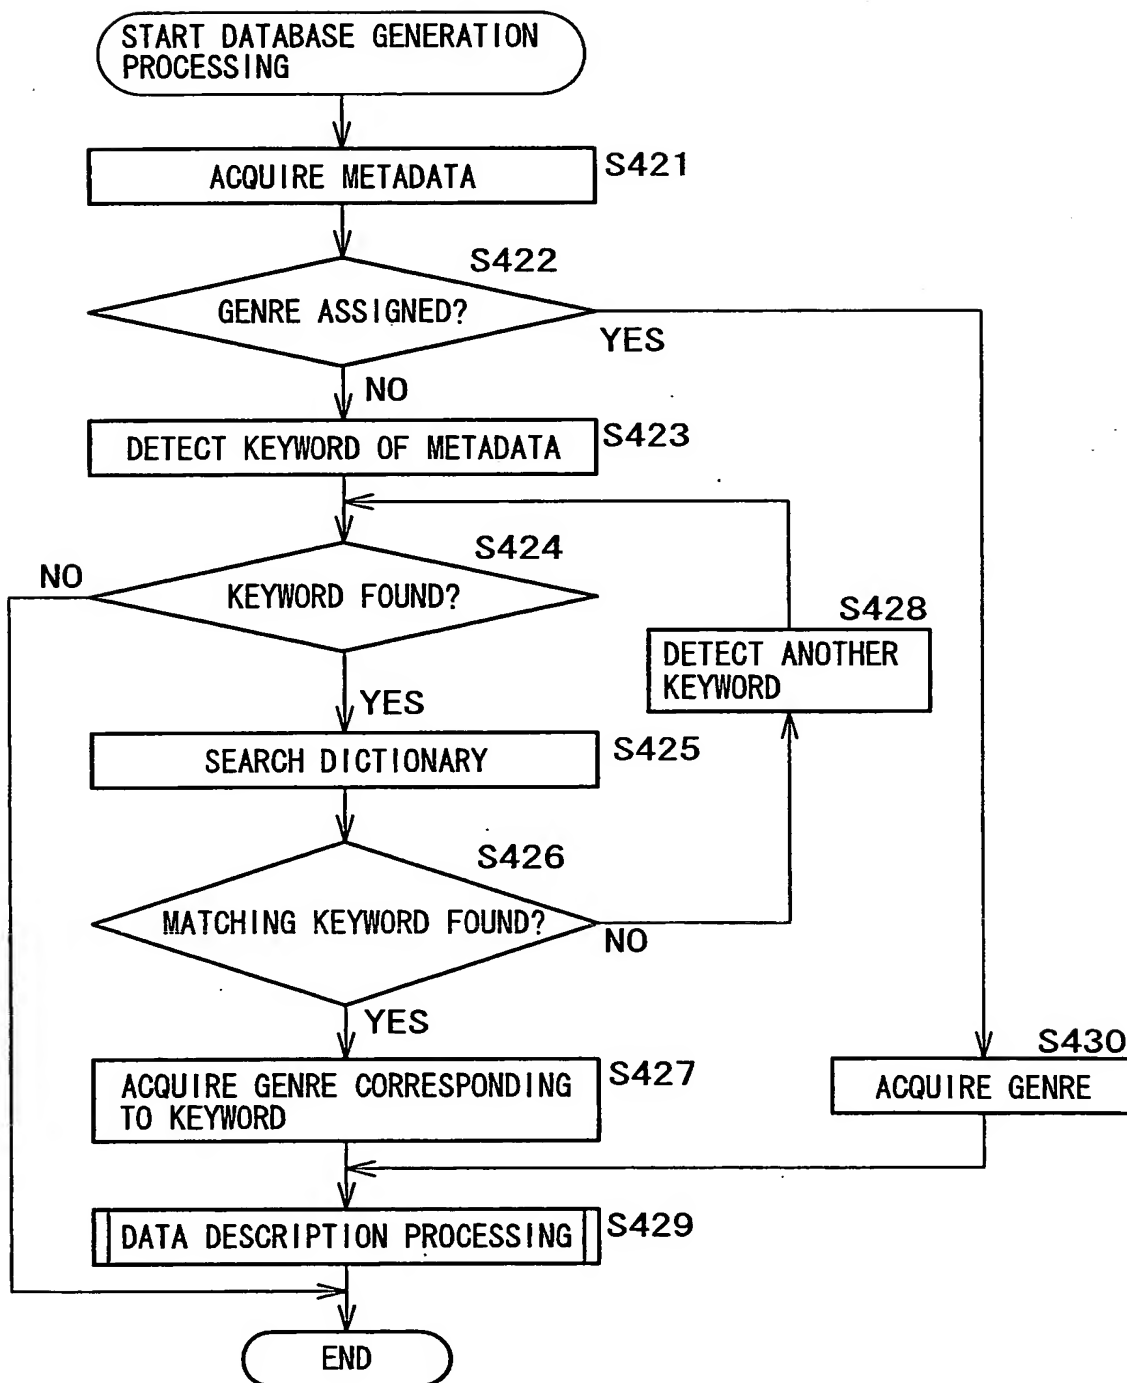 START DATABASE GENERATION
PROCESSING
ACQUIRE METADATA
S421
S422
GENRE ASSIGNED?
YES
NO
DETECT KEYWORD OF METADATA
S423
S424
NO
KEYWORD FOUND?
S428
DETECT ANOTHER
KEYWORD
YES
SEARCH DICTIONARY
S425
S426
MATCHING KEYWORD FOUND?
NO
YES
S430
ACQUIRE GENRE CORRESPONDING
TO KEYWORD
S427
ACQUIRE GENRE
DATA DESCRIPTION PROCESSING
S429
END